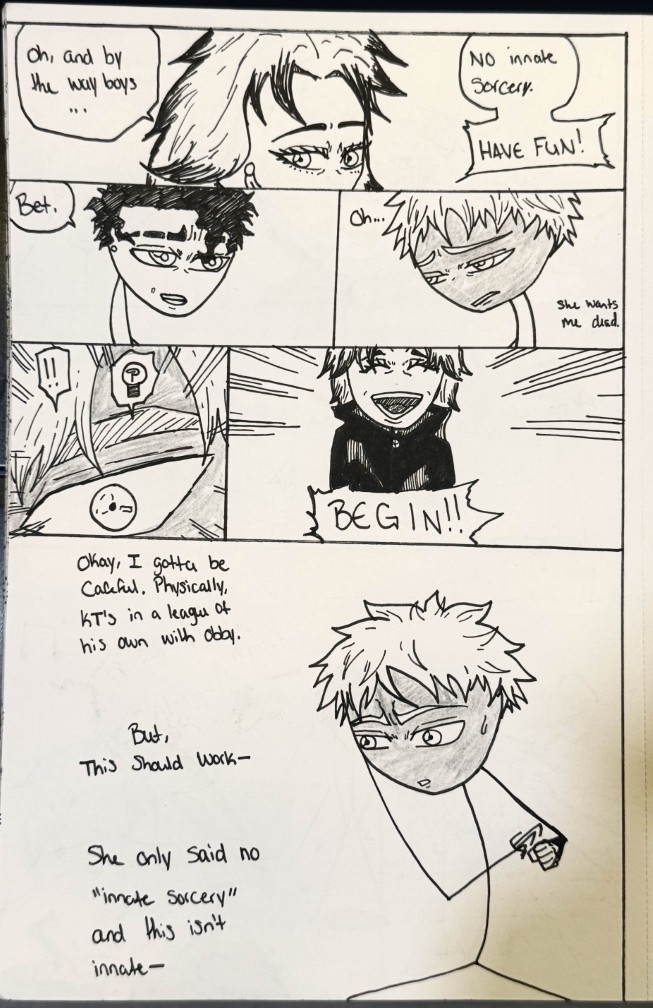 Oh, and by
the way boys
...
NO innate
Sorcery.
HAVE FUN!
Bet.
Oh...
She wants
me dead.
!!
?
BEGIN!!
Okay, I gotta be
Careful. Physically,
KT's in a league of
his own with Obby.
But,
This Should Work—
She only said no
"innate Sorcery"
and this isn't
innate—